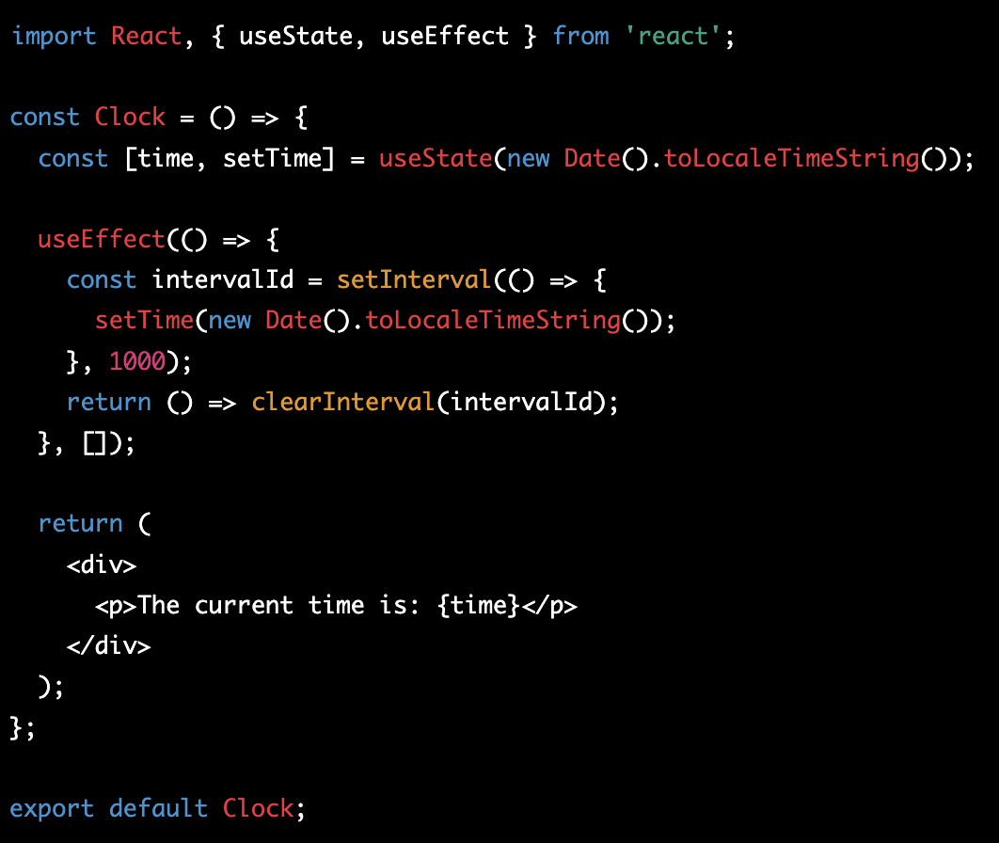 import React, { useState, useEffect } from 'react';

const Clock = () => {
  const [time, setTime] = useState(new Date().toLocaleTimeString());

  useEffect(() => {
    const intervalId = setInterval(() => {
      setTime(new Date().toLocaleTimeString());
    }, 1000);
    return () => clearInterval(intervalId);
  }, []);

  return (
    <div>
      <p>The current time is: {time}</p>
    </div>
  );
};

export default Clock;